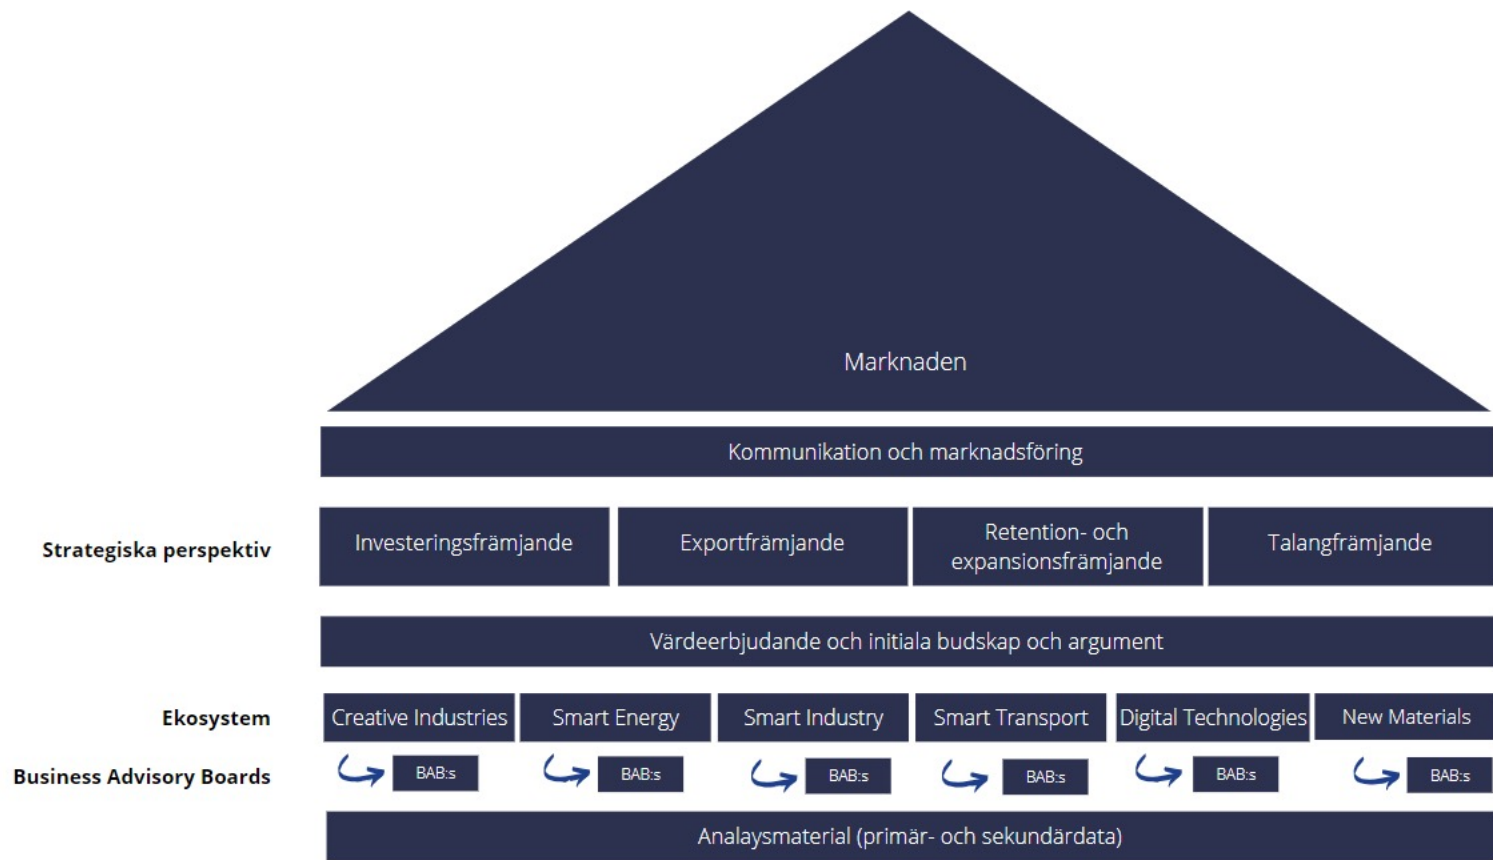 Marknaden
Kommunikation och marknadsföring
Strategiska perspektiv
Investeringsfrämjande
Exportfrämjande
Retention- och
expansionsfrämjande
Talangfrämjande
Värdeerbjudande och initiala budskap och argument
Ekosystem
Creative Industries
Smart Energy
Smart Industry
Smart Transport
Digital Technologies
New Materials
Business Advisory Boards
BAB:s
BAB:s
BAB:s
BAB:s
BAB:s
BAB:s
Analaysmaterial (primär- och sekundärdata)